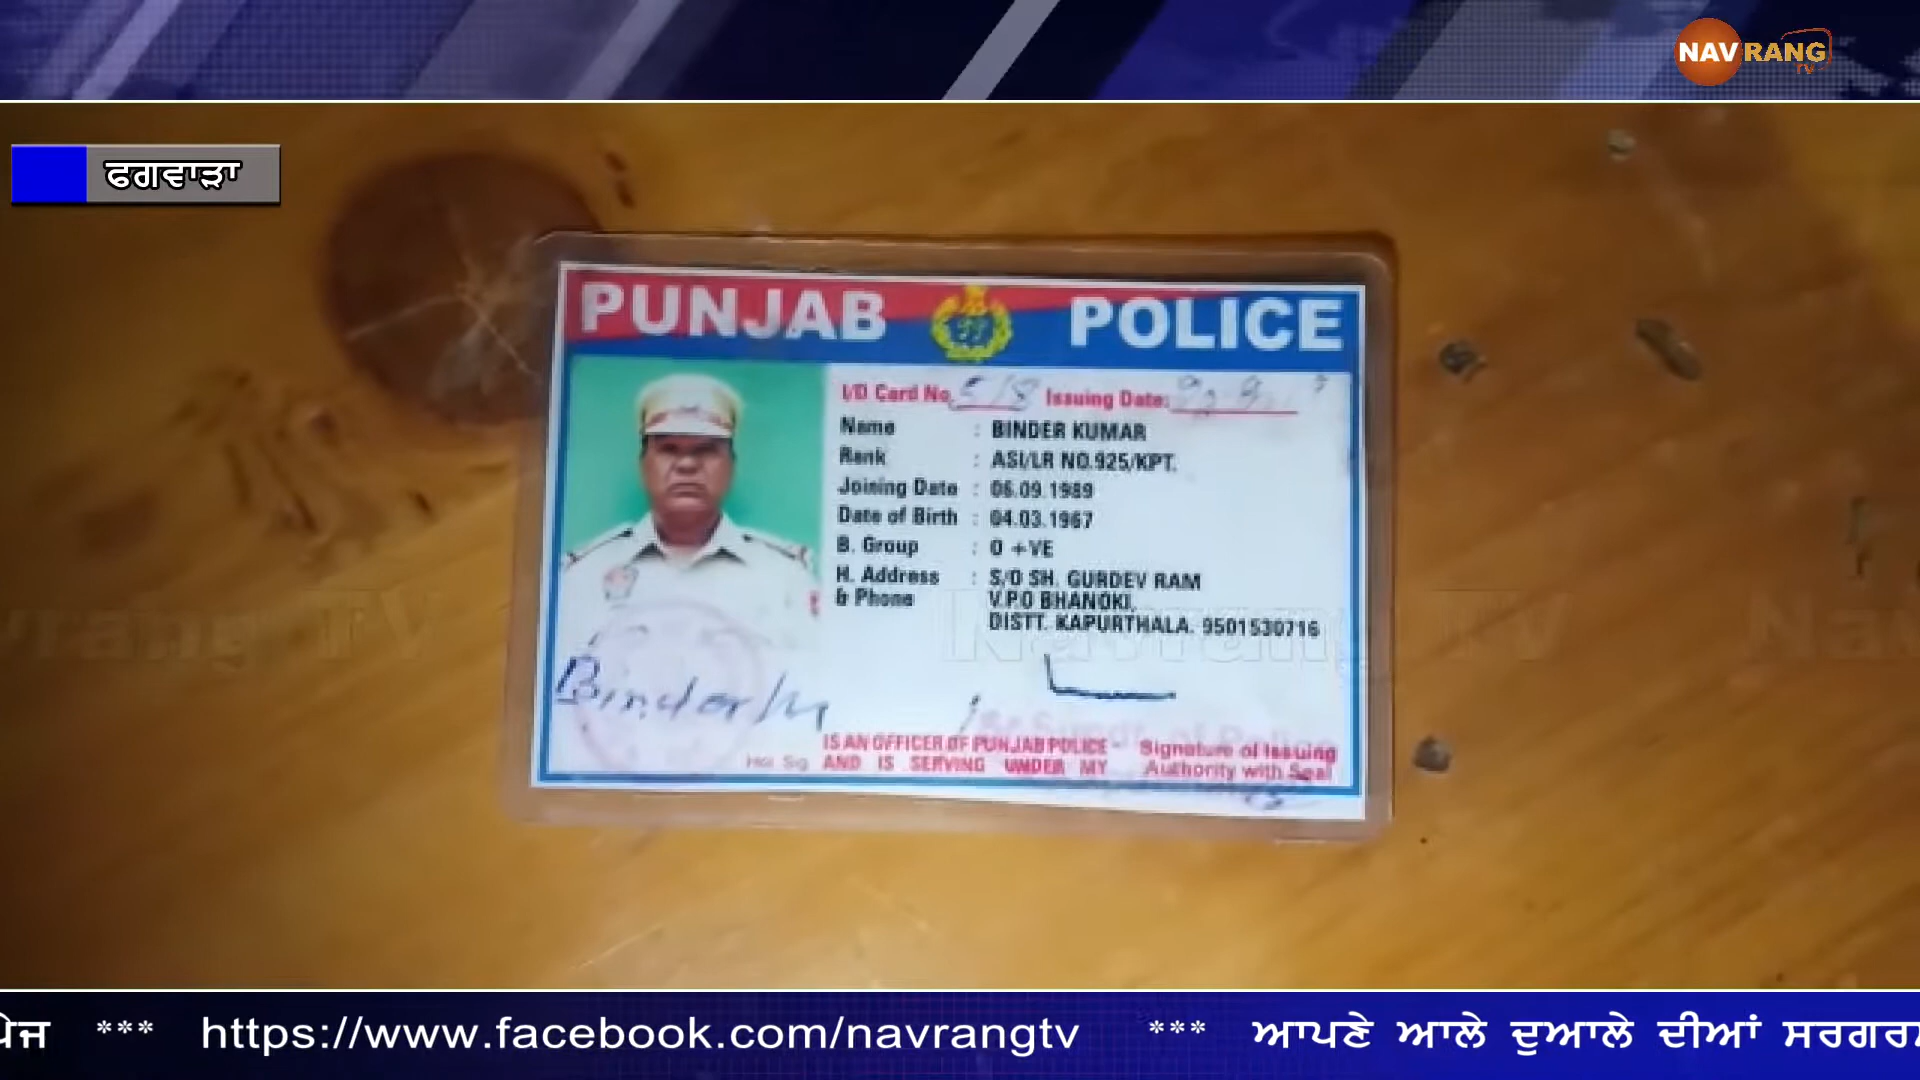 NAVRANG TV
ਫਗਵਾੜਾ
PUNJAB POLICE
I/D Card No. 518 Issuing Date:
Name : BINDER KUMAR
Rank : ASI/LR NO.925/KPT.
Joining Date : 06.09.1989
Date of Birth : 04.03.1967
B. Group : O +VE
H. Address : S/O SH. GURDEV RAM
& Phone V.P.O BHANOKI,
DISTT. KAPURTHALA. 9501530716
Navrang TV
Binder
IS AN OFFICER OF PUNJAB POLICE - Signature of Issuing
AND IS SERVING UNDER MY Authority with Seal
*** https://www.facebook.com/navrangtv *** ਆਪਣੇ ਆਲੇ ਦੁਆਲੇ ਦੀਆਂ